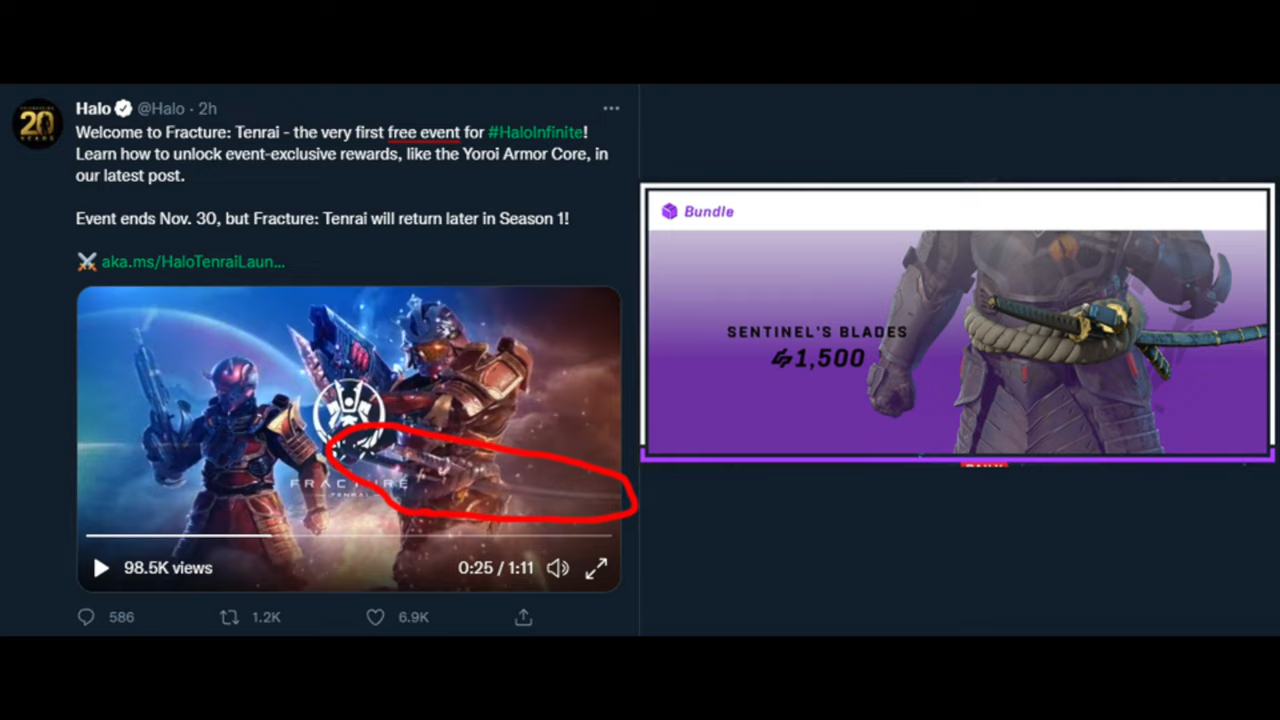 Halo @Halo · 2h
Welcome to Fracture: Tenrai - the very first free event for #HaloInfinite!
Learn how to unlock event-exclusive rewards, like the Yoroi Armor Core, in
our latest post.
Event ends Nov. 30, but Fracture: Tenrai will return later in Season 1!
aka.ms/HaloTenraiLaun...
20
YEARS
FRACTURE
TENRAI
98.5K views
0:25 / 1:11
586
1.2K
6.9K
Bundle
SENTINEL'S BLADES
1,500